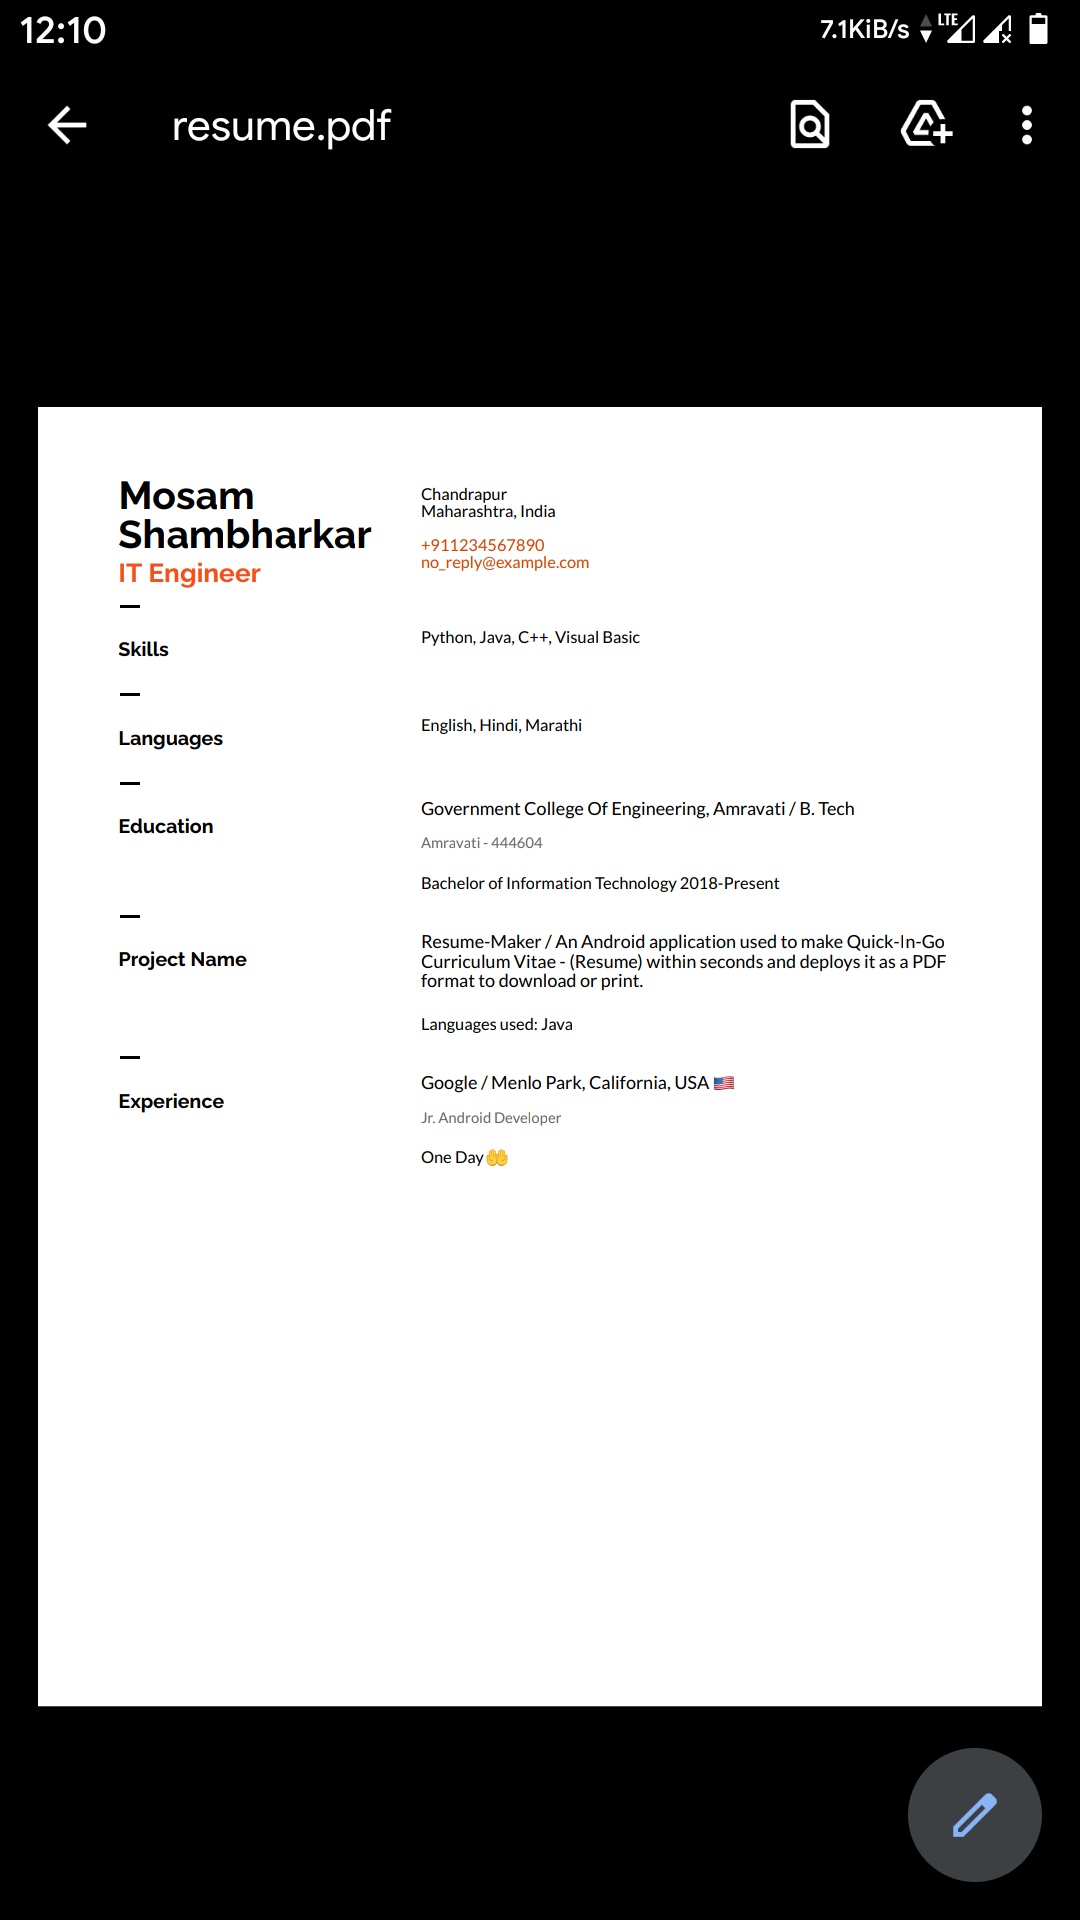 12:10
7.1KiB/s
LTE
resume.pdf
Mosam
Shambharkar
IT Engineer
Chandrapur
Maharashtra, India
+911234567890
no_reply@example.com
Skills
Python, Java, C++, Visual Basic
Languages
English, Hindi, Marathi
Education
Government College Of Engineering, Amravati / B. Tech
Amravati - 444604
Bachelor of Information Technology 2018-Present
Project Name
Resume-Maker / An Android application used to make Quick-In-Go
Curriculum Vitae - (Resume) within seconds and deploys it as a PDF
format to download or print.
Languages used: Java
Experience
Google / Menlo Park, California, USA 🇺🇸
Jr. Android Developer
One Day🤲